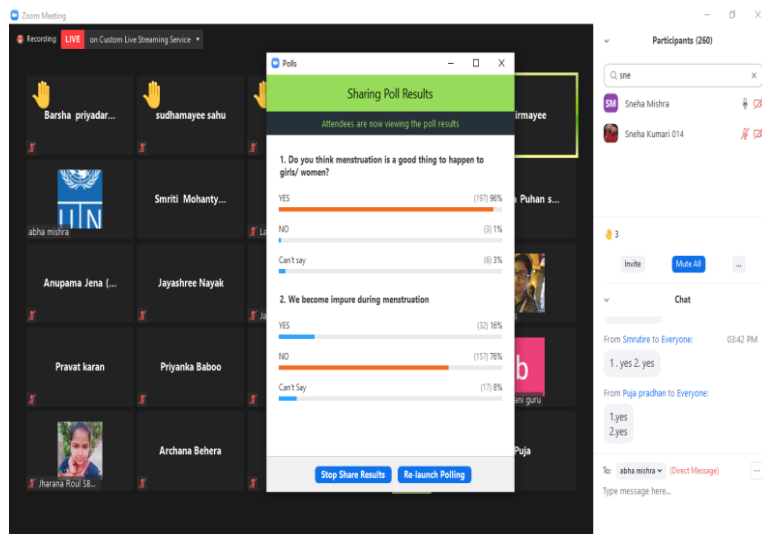 Zoom Meeting
Recording LIVE on Custom Live Streaming Service
Barsha priyadar...
sudhamayee sahu
irmayee
abha mishra
UN
Smriti Mohanty...
La
Puhan s...
Anupama Jena (...
Jayashree Nayak
Ja
s
Pravat karan
Priyanka Baboo
b
ani guru
Jharana Roul SB...
Archana Behera
Puja
Polls
Sharing Poll Results
Attendees are now viewing the poll results
1. Do you think menstruation is a good thing to happen to
girls/ women?
YES (197) 96%
NO (3) 1%
Can't say (6) 3%
2. We become impure during menstruation
YES (32) 16%
NO (157) 76%
Can't Say (17) 8%
Stop Share Results Re-launch Polling
Participants (260)
sne
SM Sneha Mishra
Sneha Kumari 014
3
Invite Mute All ...
Chat
From Smrutire to Everyone: 03:42 PM
1 . yes 2. yes
From Puja pradhan to Everyone:
1.yes
2.yes
To: abha mishra (Direct Message) ...
Type message here...